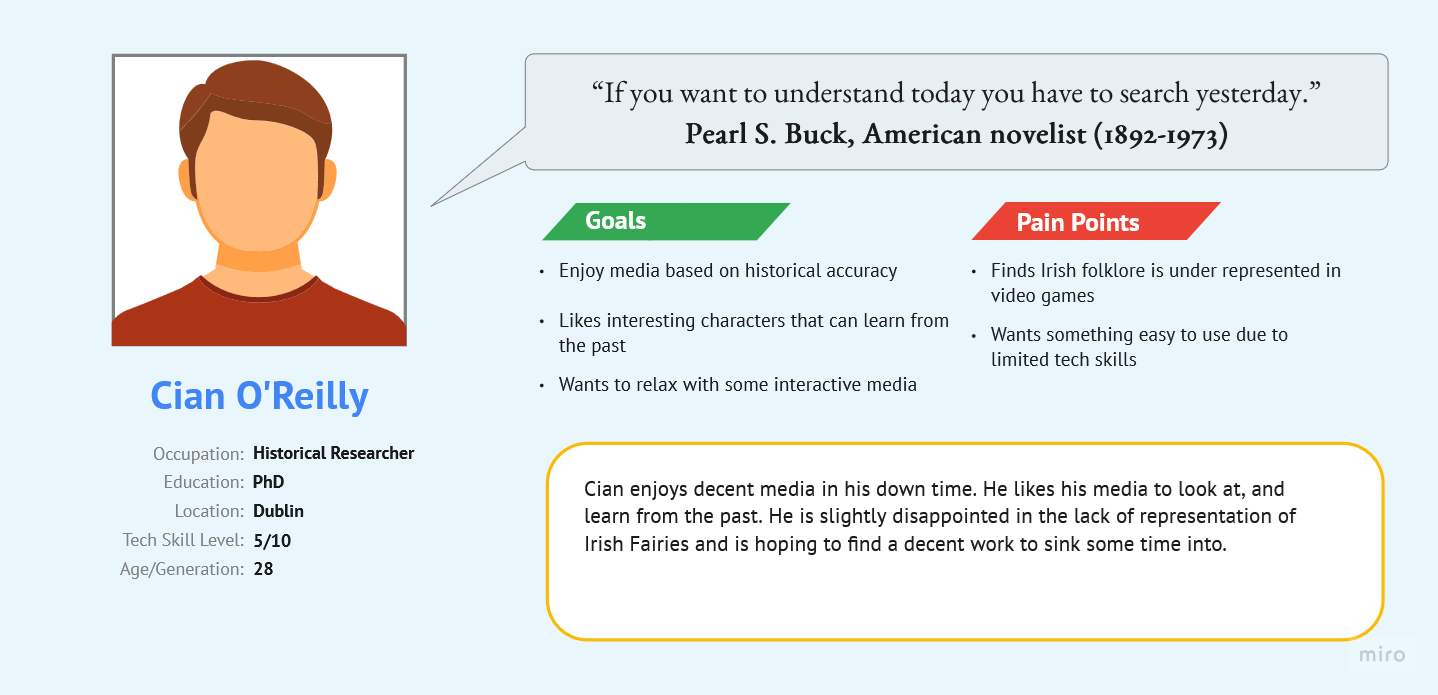 “If you want to understand today you have to search yesterday.”
Pearl S. Buck, American novelist (1892-1973)
Goals
• Enjoy media based on historical accuracy
• Likes interesting characters that can learn from
the past
• Wants to relax with some interactive media
Pain Points
• Finds Irish folklore is under represented in
video games
• Wants something easy to use due to
limited tech skills
Cian O'Reilly
Occupation: Historical Researcher
Education: PhD
Location: Dublin
Tech Skill Level: 5/10
Age/Generation: 28
Cian enjoys decent media in his down time. He likes his media to look at, and
learn from the past. He is slightly disappointed in the lack of representation of
Irish Fairies and is hoping to find a decent work to sink some time into.
miro